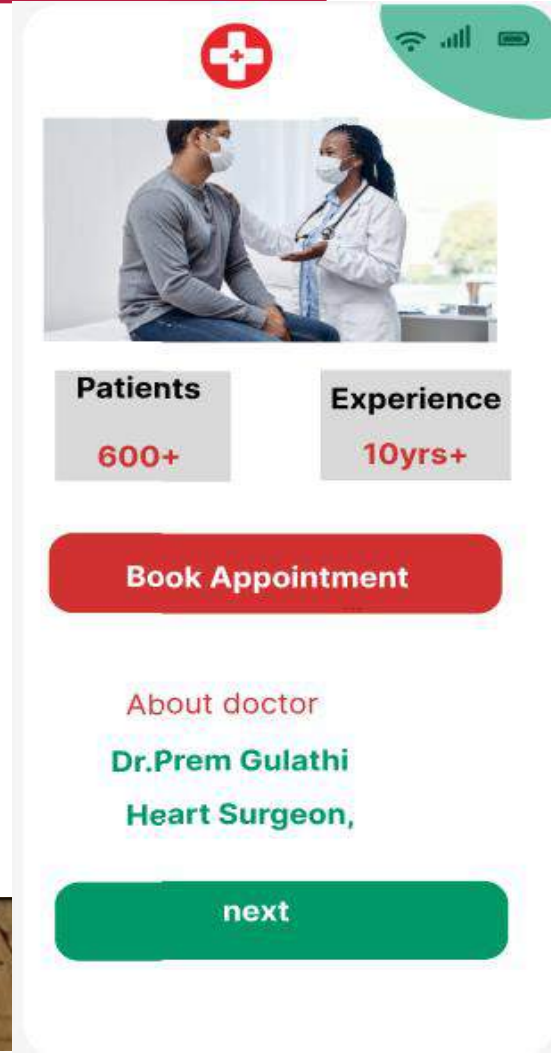 Patients
Experience
600+
10yrs+
Book Appointment
About doctor
Dr.Prem Gulathi
Heart Surgeon,
next